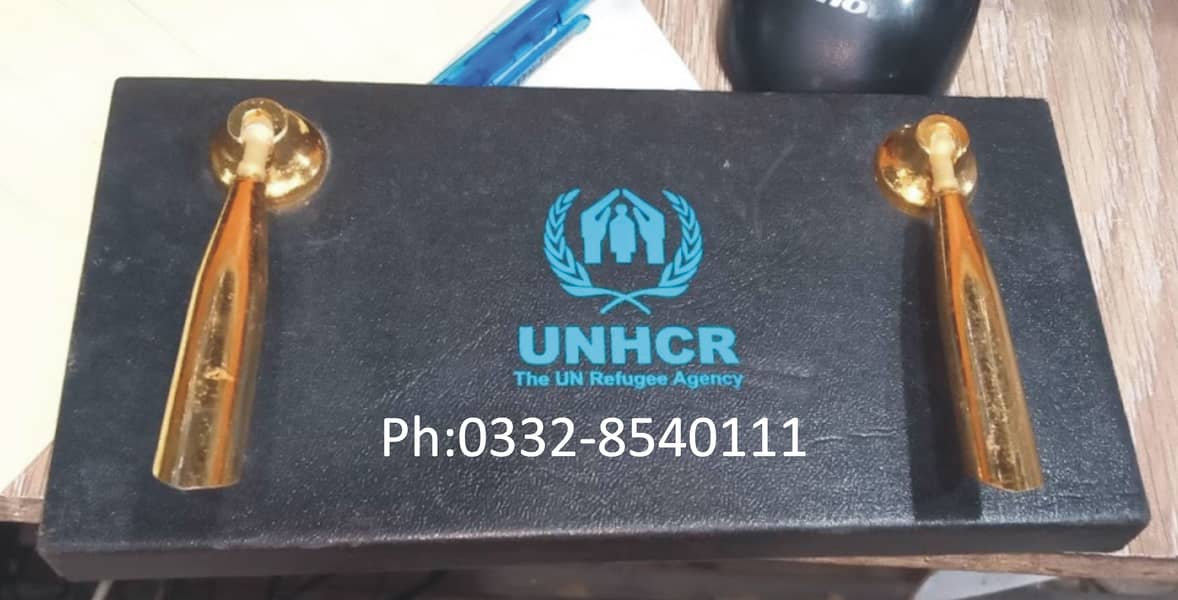 UNHCR
The UN Refugee Agency
Ph:0332-8540111